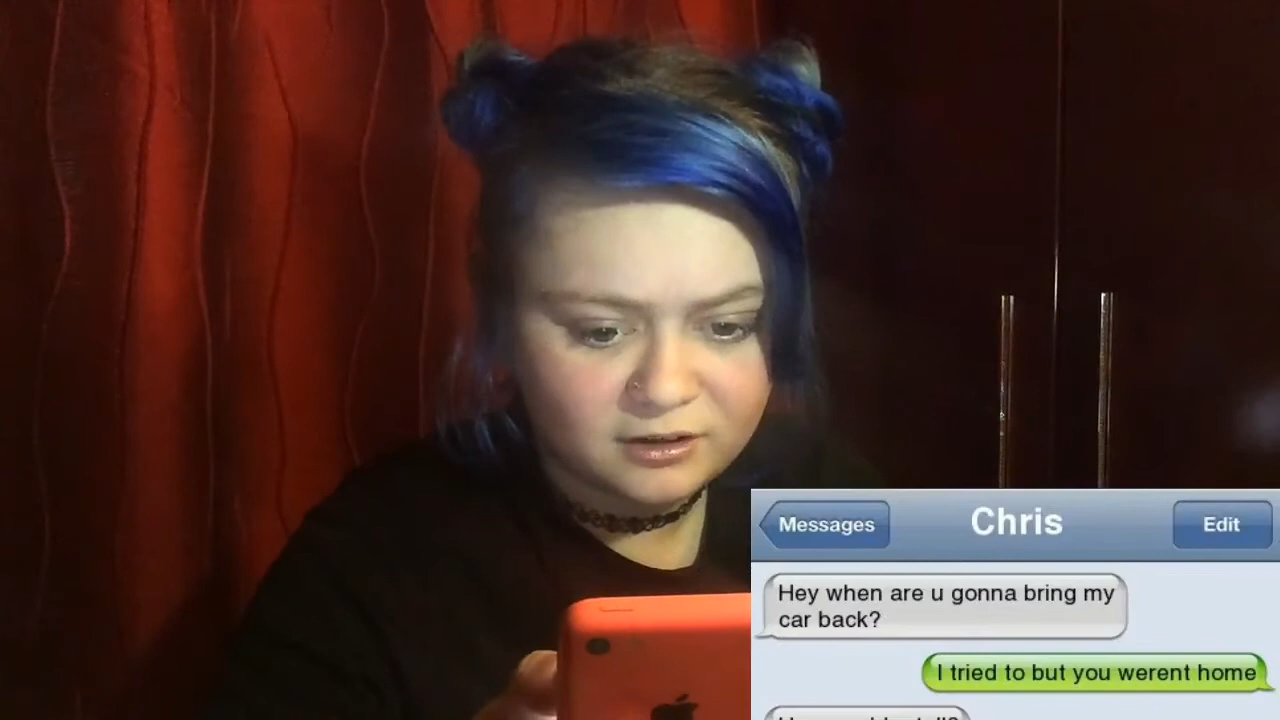 Messages
Chris
Edit
Hey when are u gonna bring my
car back?
I tried to but you werent home